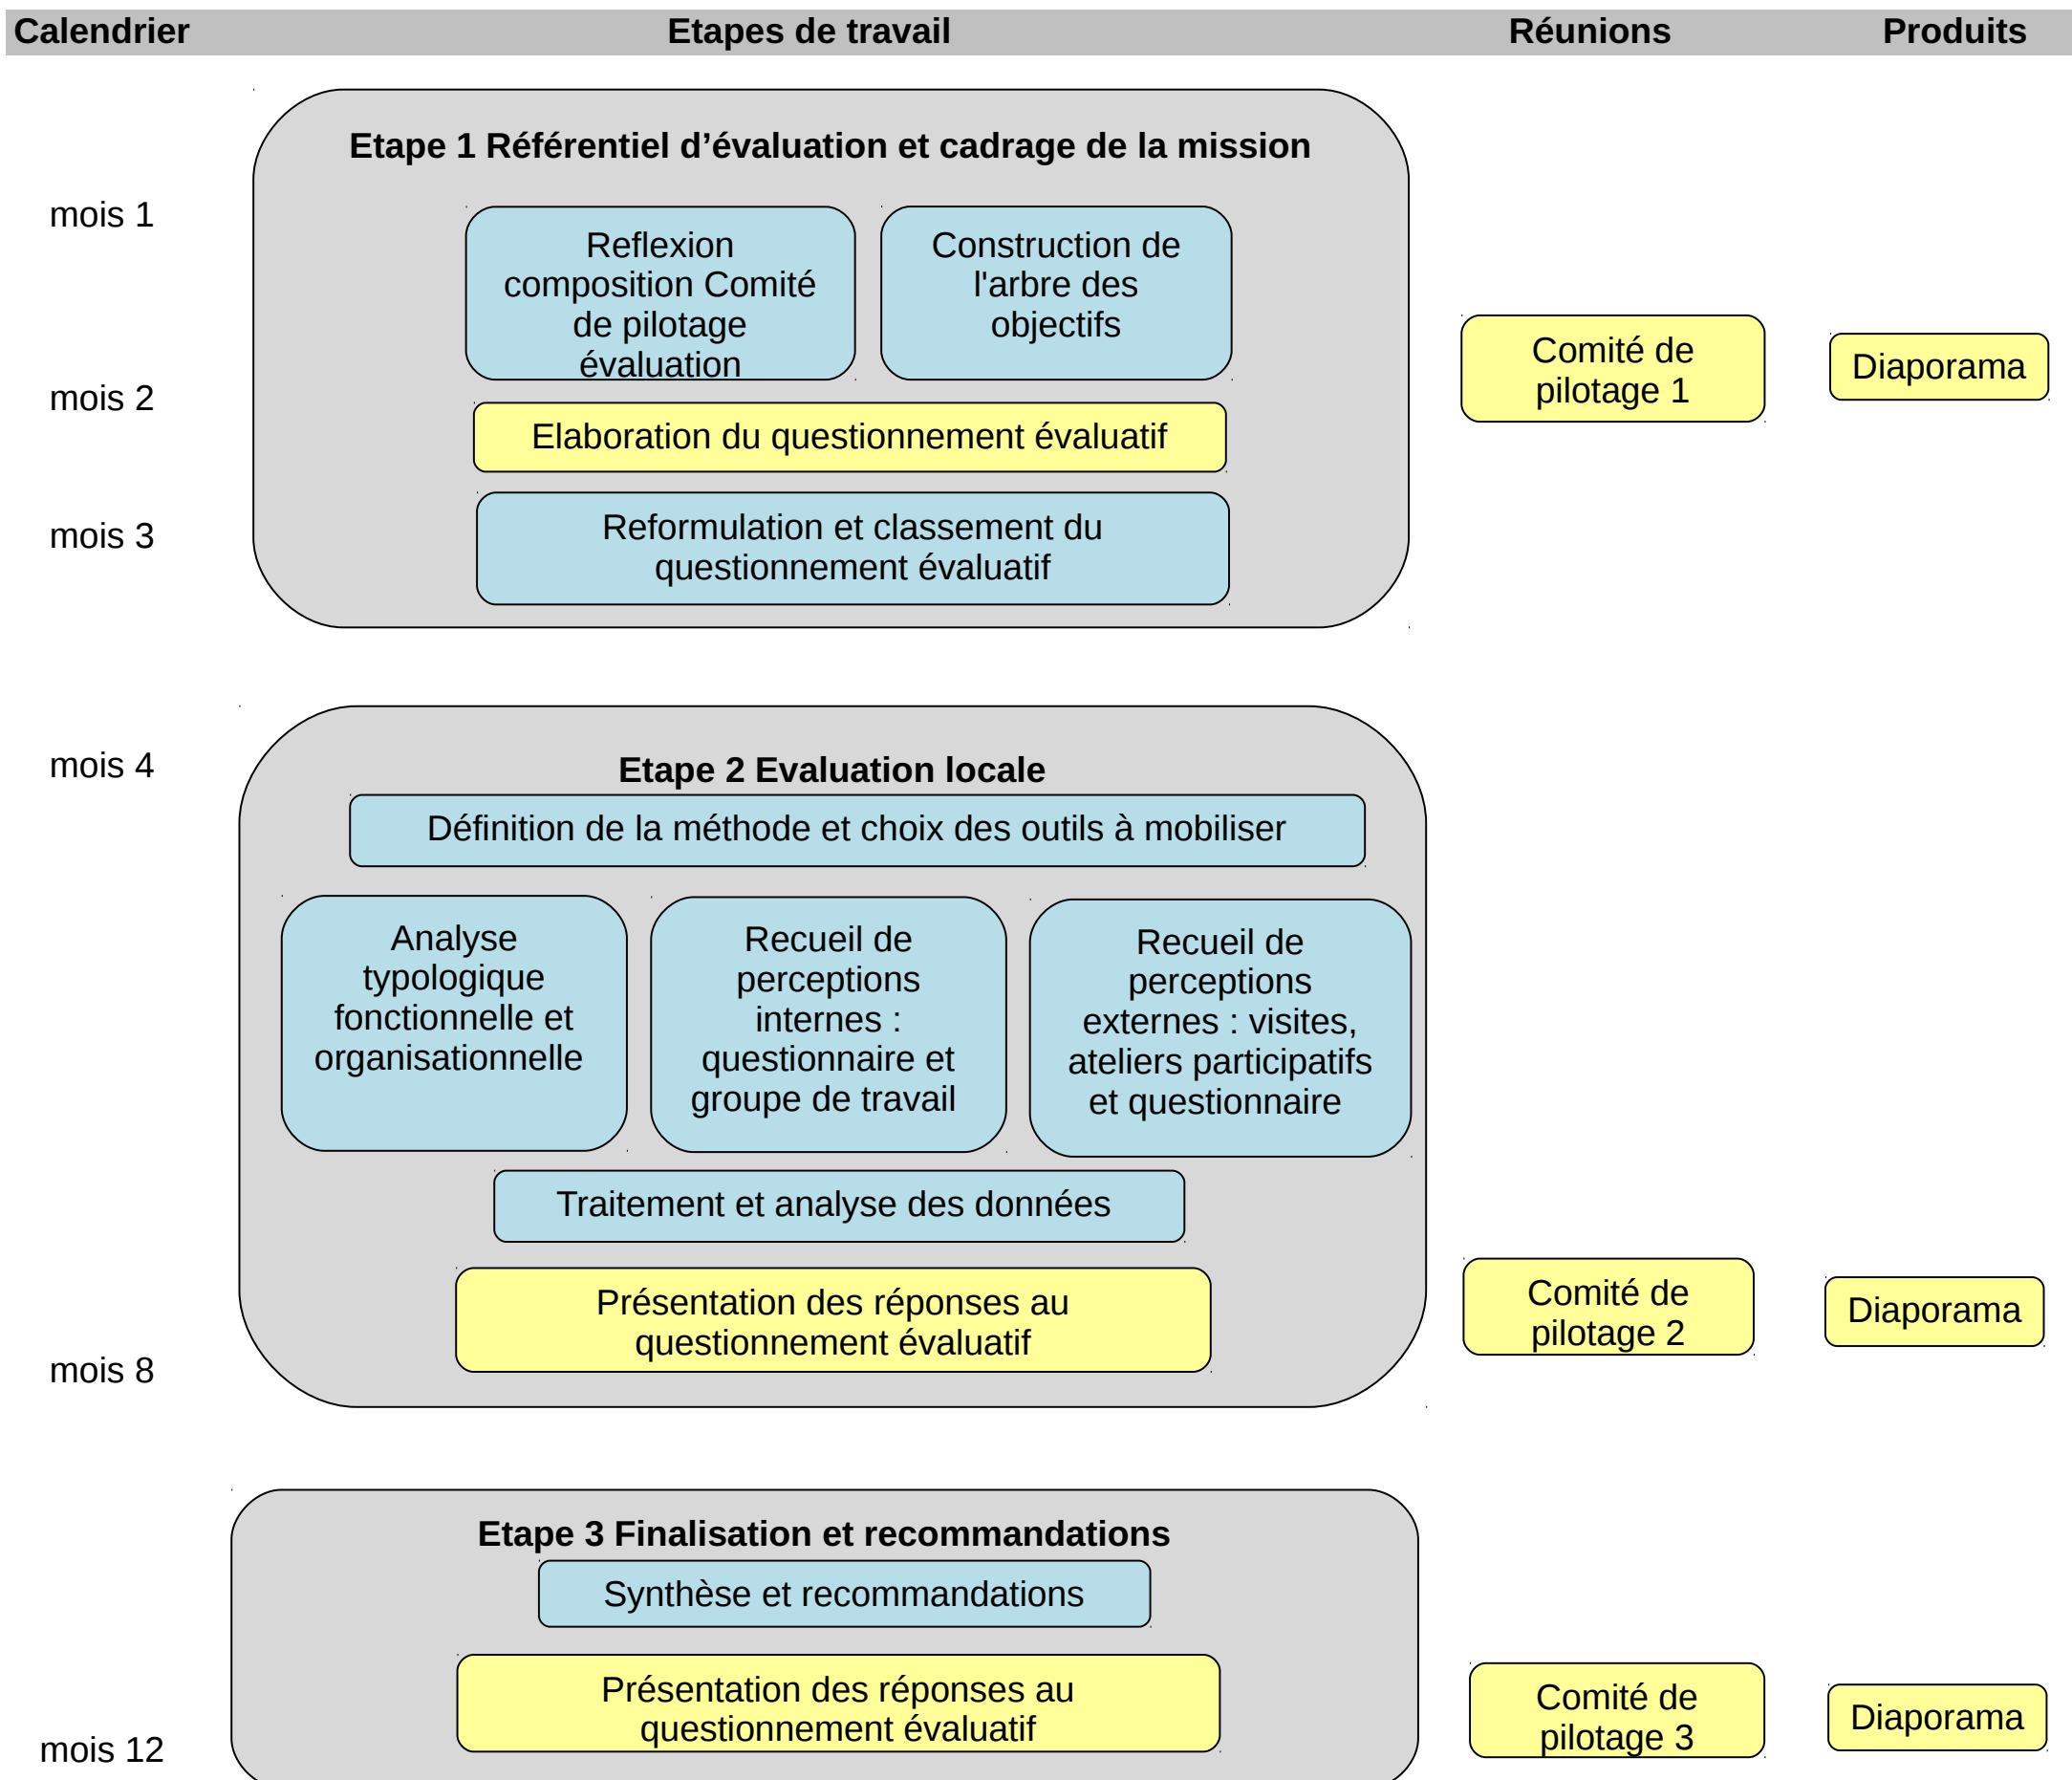 Calendrier Etapes de travail Réunions Produits
Etape 1 Référentiel d’évaluation et cadrage de la mission
mois 1
Reflexion
composition Comité
de pilotage
évaluation
Construction de
l'arbre des
objectifs
Comité de
pilotage 1
Diaporama
mois 2
Elaboration du questionnement évaluatif
mois 3
Reformulation et classement du
questionnement évaluatif
mois 4
Etape 2 Evaluation locale
Définition de la méthode et choix des outils à mobiliser
Analyse
typologique
fonctionnelle et
organisationnelle
Recueil de
perceptions
internes :
questionnaire et
groupe de travail
Recueil de
perceptions
externes : visites,
ateliers participatifs
et questionnaire
Traitement et analyse des données
Présentation des réponses au
questionnement évaluatif
Comité de
pilotage 2
Diaporama
mois 8
Etape 3 Finalisation et recommandations
Synthèse et recommandations
Présentation des réponses au
questionnement évaluatif
Comité de
pilotage 3
Diaporama
mois 12